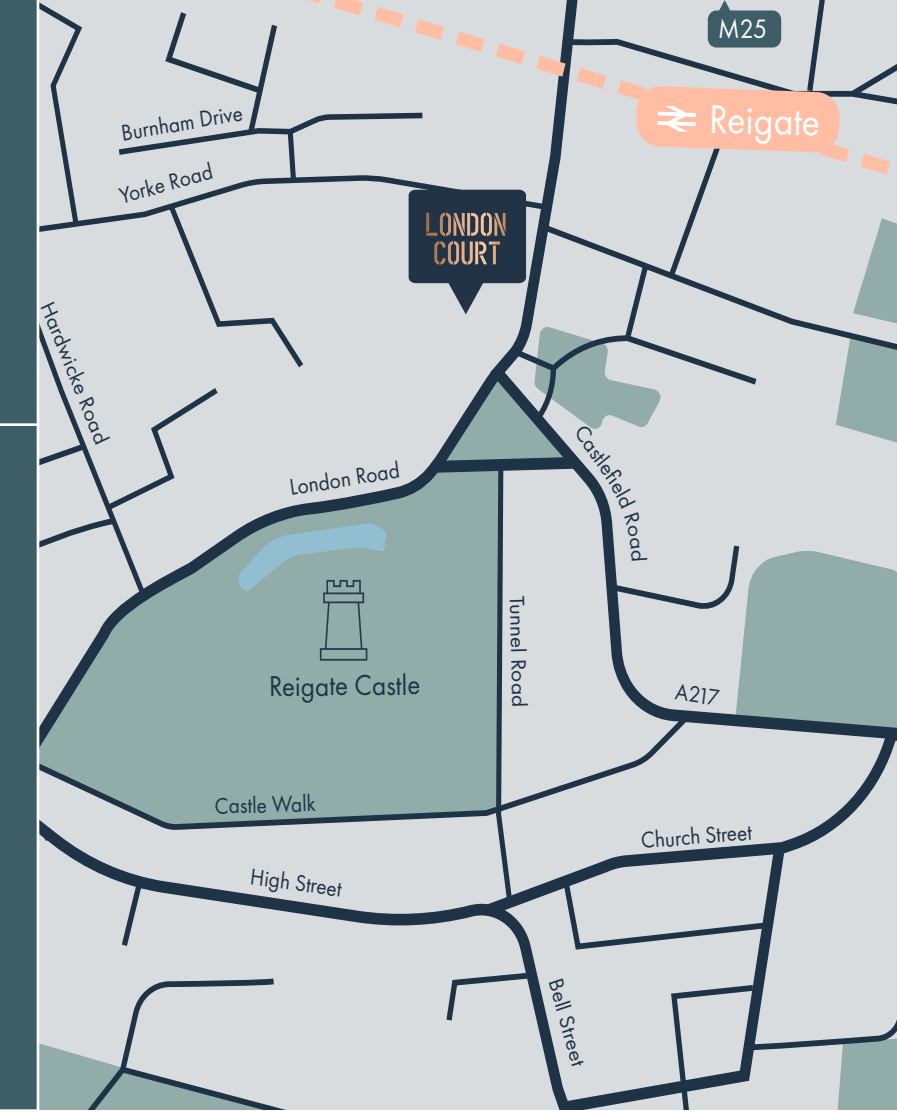 M25
Reigate
Burnham Drive
Yorke Road
LONDON
COURT
Hardwicke Road
London Road
Castlefield Road
Tunnel Road
Reigate Castle
A217
Castle Walk
Church Street
High Street
Bell Street